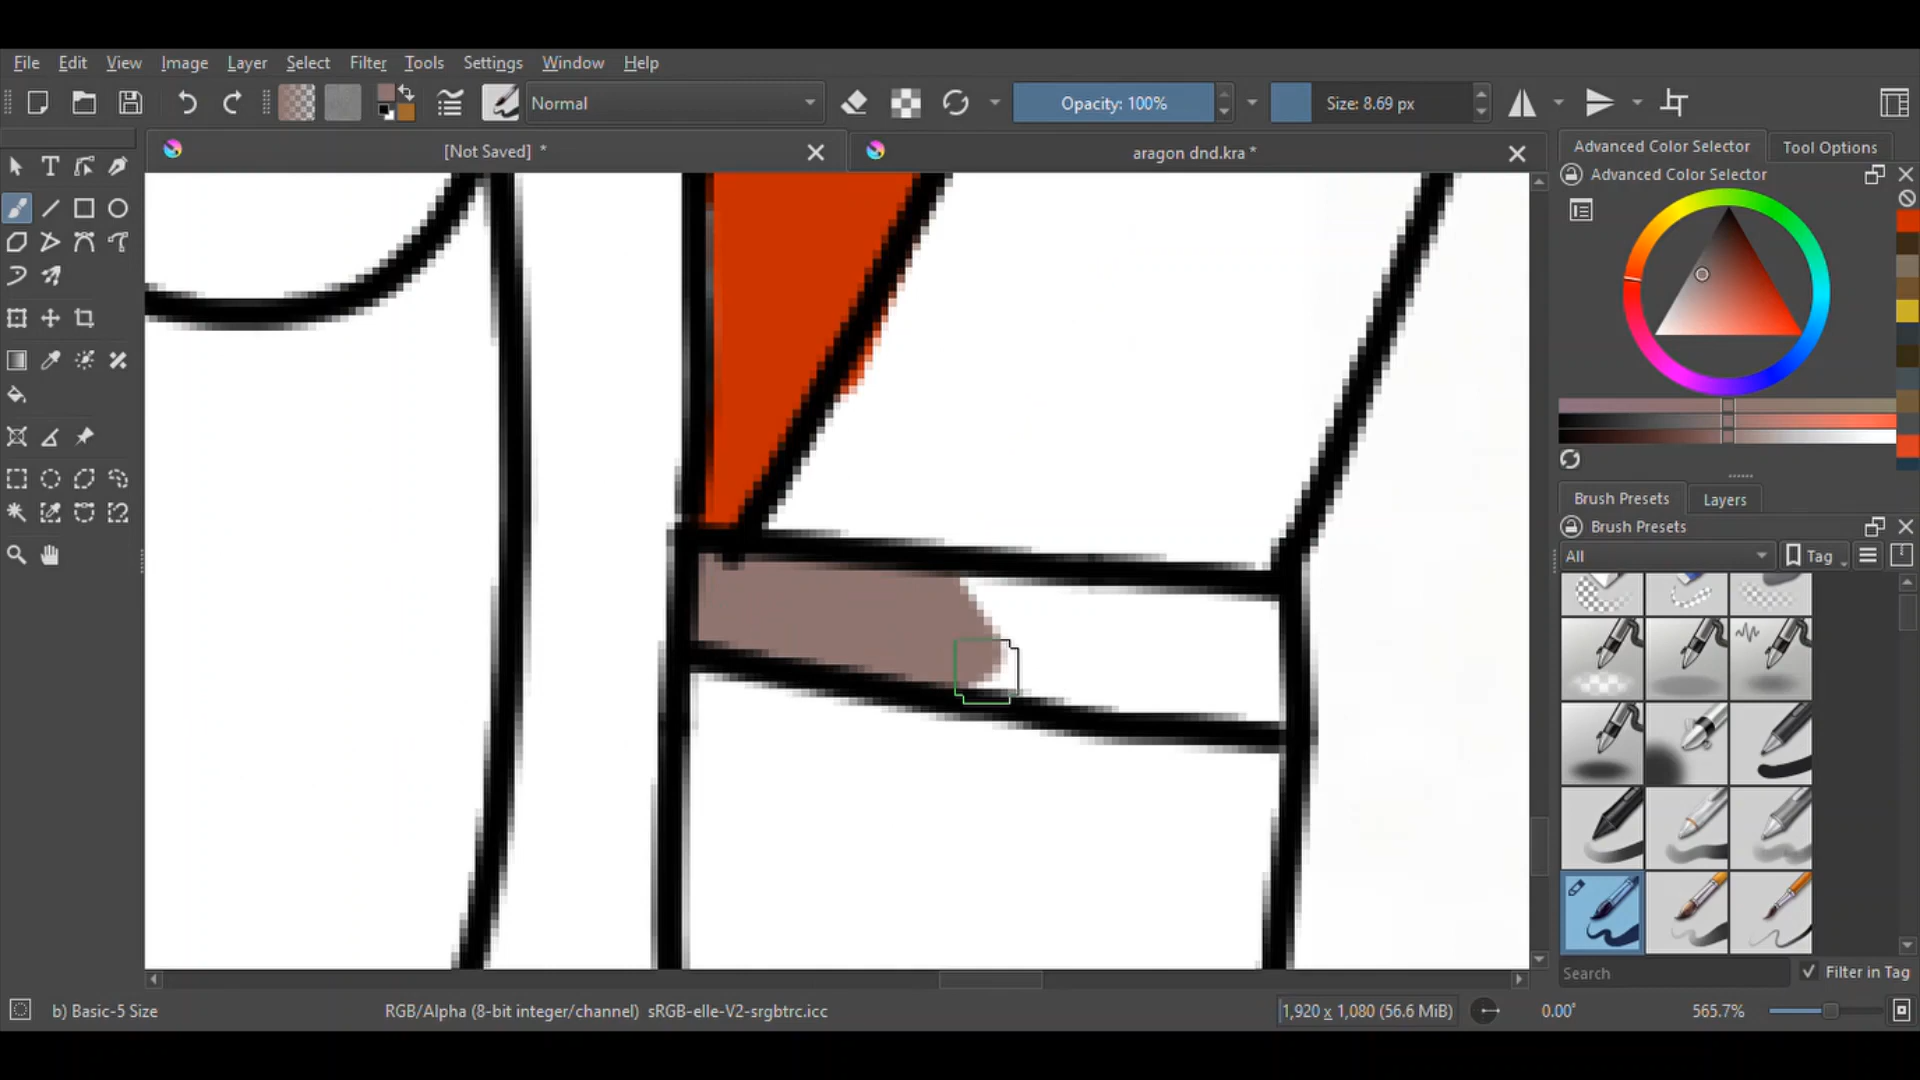 File Edit View Image Layer Select Filter Tools Settings Window Help
Normal
Opacity: 100%
Size: 8.69 px
[Not Saved] *
aragon dnd.kra *
Advanced Color Selector
Tool Options
Advanced Color Selector
Brush Presets
Layers
Brush Presets
All
Tag
Search
Filter in Tag
b) Basic-5 Size
RGB/Alpha (8-bit integer/channel) sRGB-elle-V2-srgbtrc.icc
1,920 x 1,080 (56.6 MiB)
0.00°
565.7%